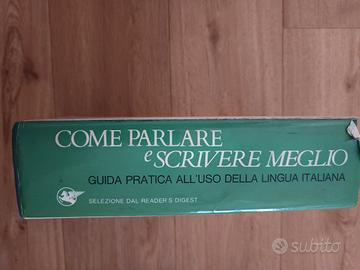 COME PARLARE
e SCRIVERE MEGLIO
GUIDA PRATICA ALL'USO DELLA LINGUA ITALIANA
SELEZIONE DAL READER'S DIGEST
subito